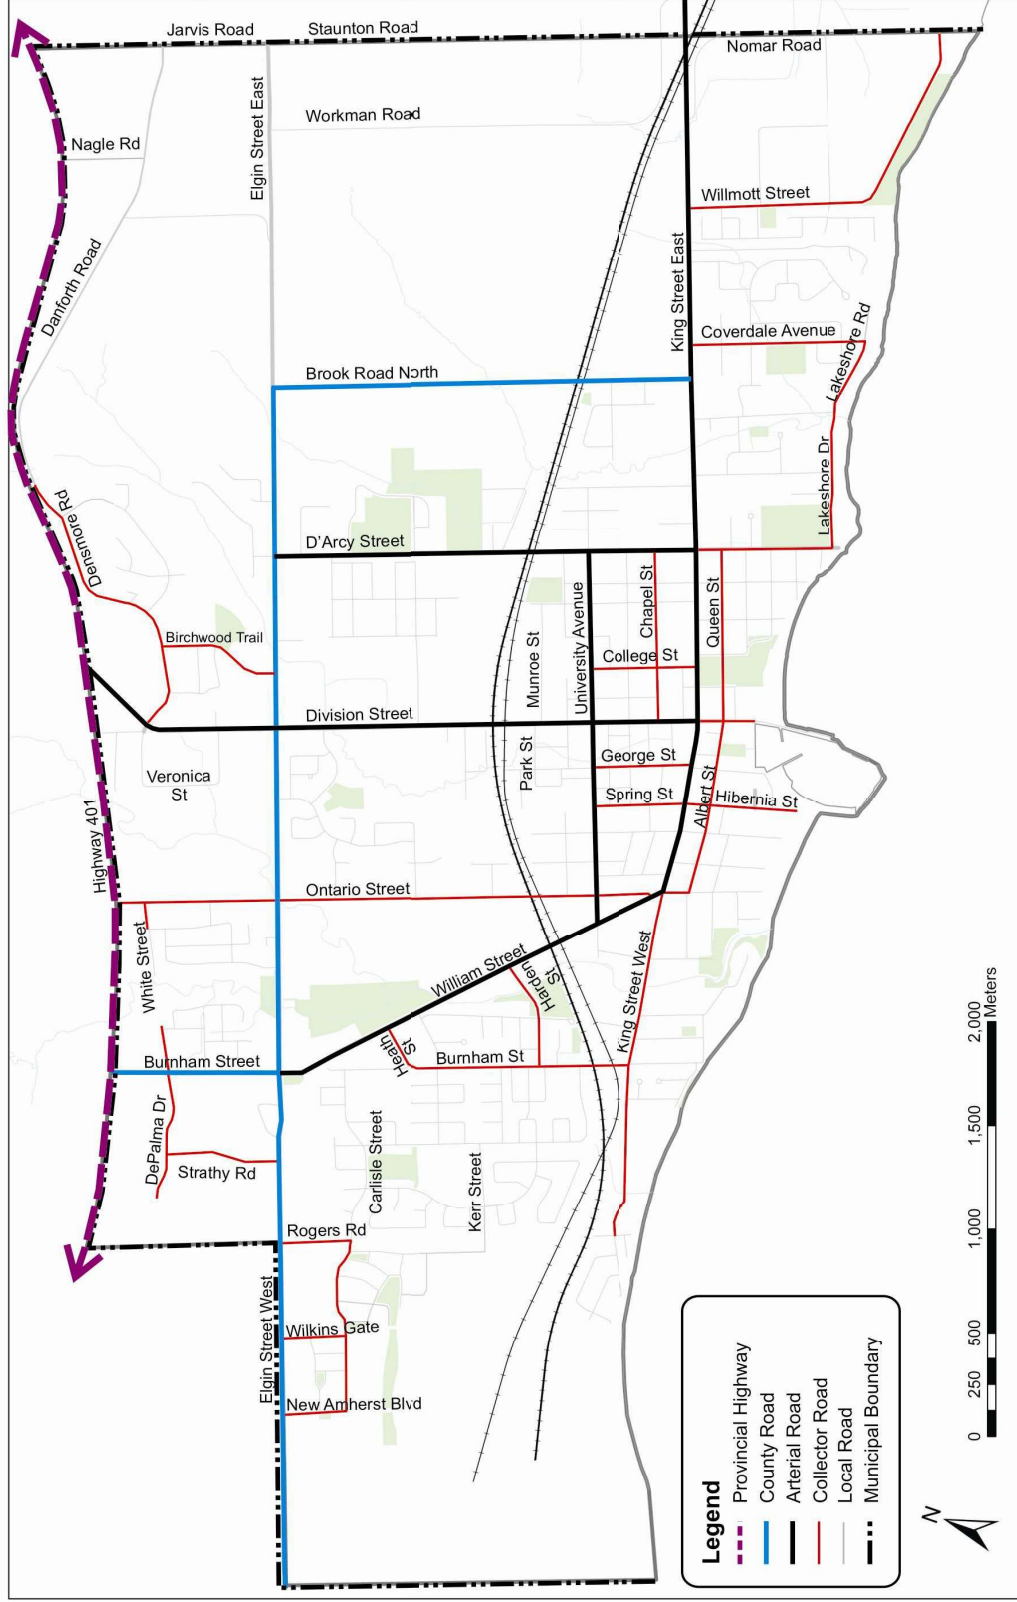 Jarvis Road
Staunton Road
Nomar Road
Nagle Rd
Elgin Street East
Workman Road
Willmott Street
Danforth Road
King Street East
Coverdale Avenue
Lakeshore Rd
Brook Road North
Lakeshore Dr
Densmore Rd
D'Arcy Street
Birchwood Trail
Munroe St
University Avenue
Chapel St
College St
Queen St
Division Street
Veronica
St
Park St
George St
Spring St
Albert St
Hibernia St
Highway 401
Ontario Street
White Street
William Street
Harden
St
King Street West
Burnham Street
Heath
St
Burnham St
DePalma Dr
Strathy Rd
Carlisle Street
Kerr Street
Rogers Rd
Elgin Street West
Wilkins Gate
New Amherst Blvd
Legend
Provincial Highway
County Road
Arterial Road
Collector Road
Local Road
Municipal Boundary
N
0 250 500 1,000 1,500 2,000
Meters